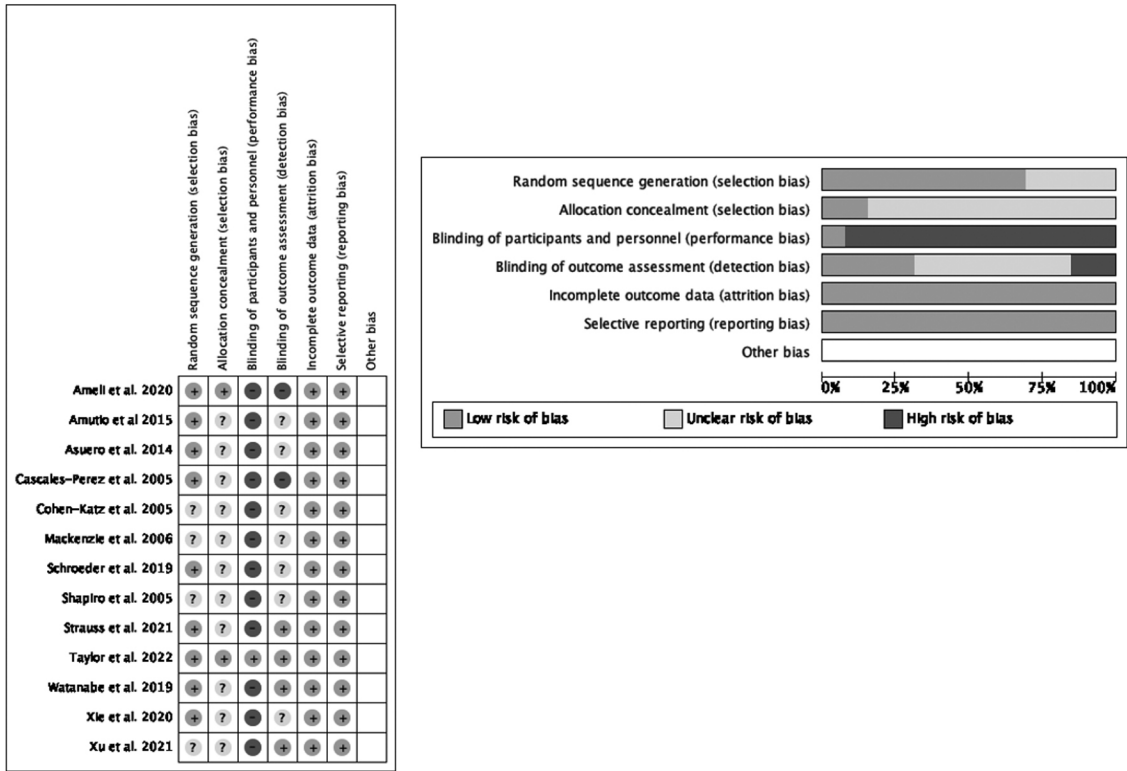 Random sequence generation (selection bias)
Allocation concealment (selection bias)
Blinding of participants and personnel (performance bias)
Blinding of outcome assessment (detection bias)
Incomplete outcome data (attrition bias)
Selective reporting (reporting bias)
Other bias
Ameli et al. 2020 + + - - + +
Amutio et al 2015 + ? - ? + +
Asuero et al. 2014 + ? - ? + +
Cascales-Perez et al. 2005 + ? - - + +
Cohen-Katz et al. 2005 ? ? - ? + +
Mackenzie et al. 2006 ? ? - ? + +
Schroeder et al. 2019 + ? - ? + +
Shapiro et al. 2005 ? ? - ? + +
Strauss et al. 2021 + ? - + + +
Taylor et al. 2022 + + + + + +
Watanabe et al. 2019 + ? - + + +
Xie et al. 2020 + ? - ? + +
Xu et al. 2021 ? ? - + + +
Random sequence generation (selection bias)
Allocation concealment (selection bias)
Blinding of participants and personnel (performance bias)
Blinding of outcome assessment (detection bias)
Incomplete outcome data (attrition bias)
Selective reporting (reporting bias)
Other bias
0% 25% 50% 75% 100%
Low risk of bias Unclear risk of bias High risk of bias